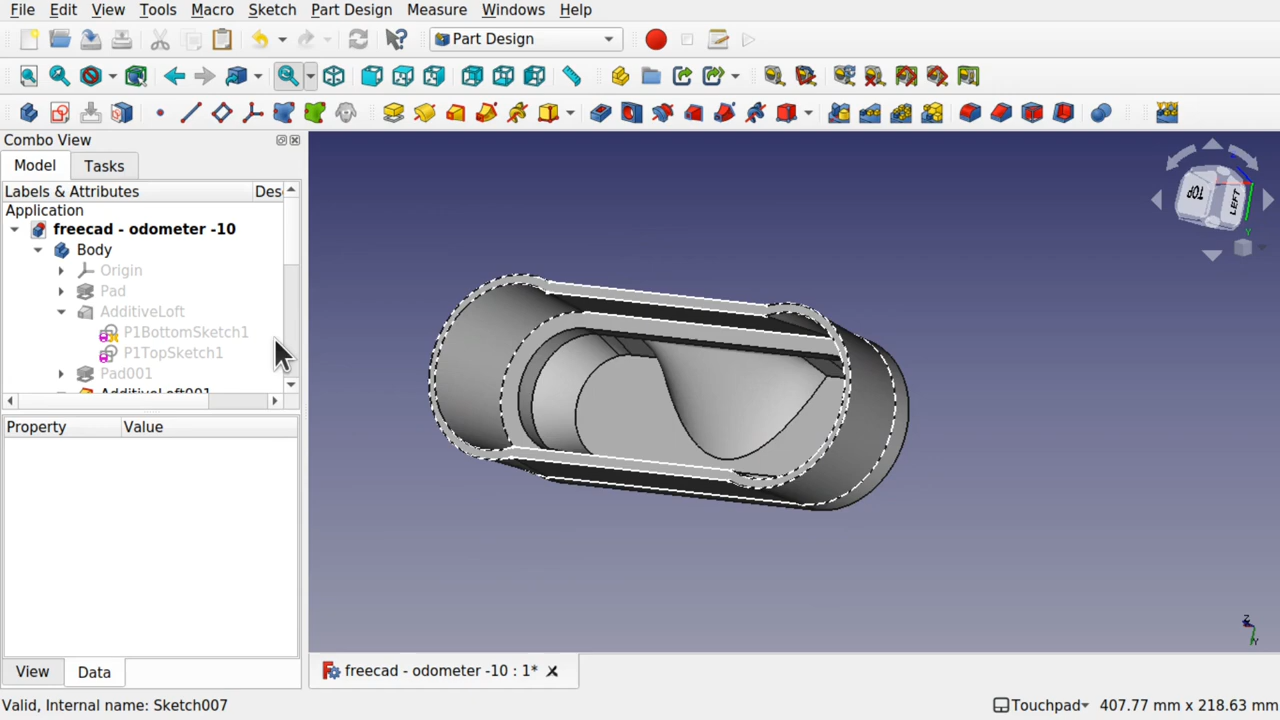 File Edit View Tools Macro Sketch Part Design Measure Windows Help
Part Design
Combo View
Model Tasks
Labels & Attributes Des
Application
freecad - odometer -10
Body
Origin
Pad
AdditiveLoft
P1BottomSketch1
P1TopSketch1
Pad001
AdditiveLoft001
Property Value
TOP LEFT
Y
Z
Y
View Data
freecad - odometer -10 : 1*
Valid, Internal name: Sketch007
Touchpad 407.77 mm x 218.63 mm